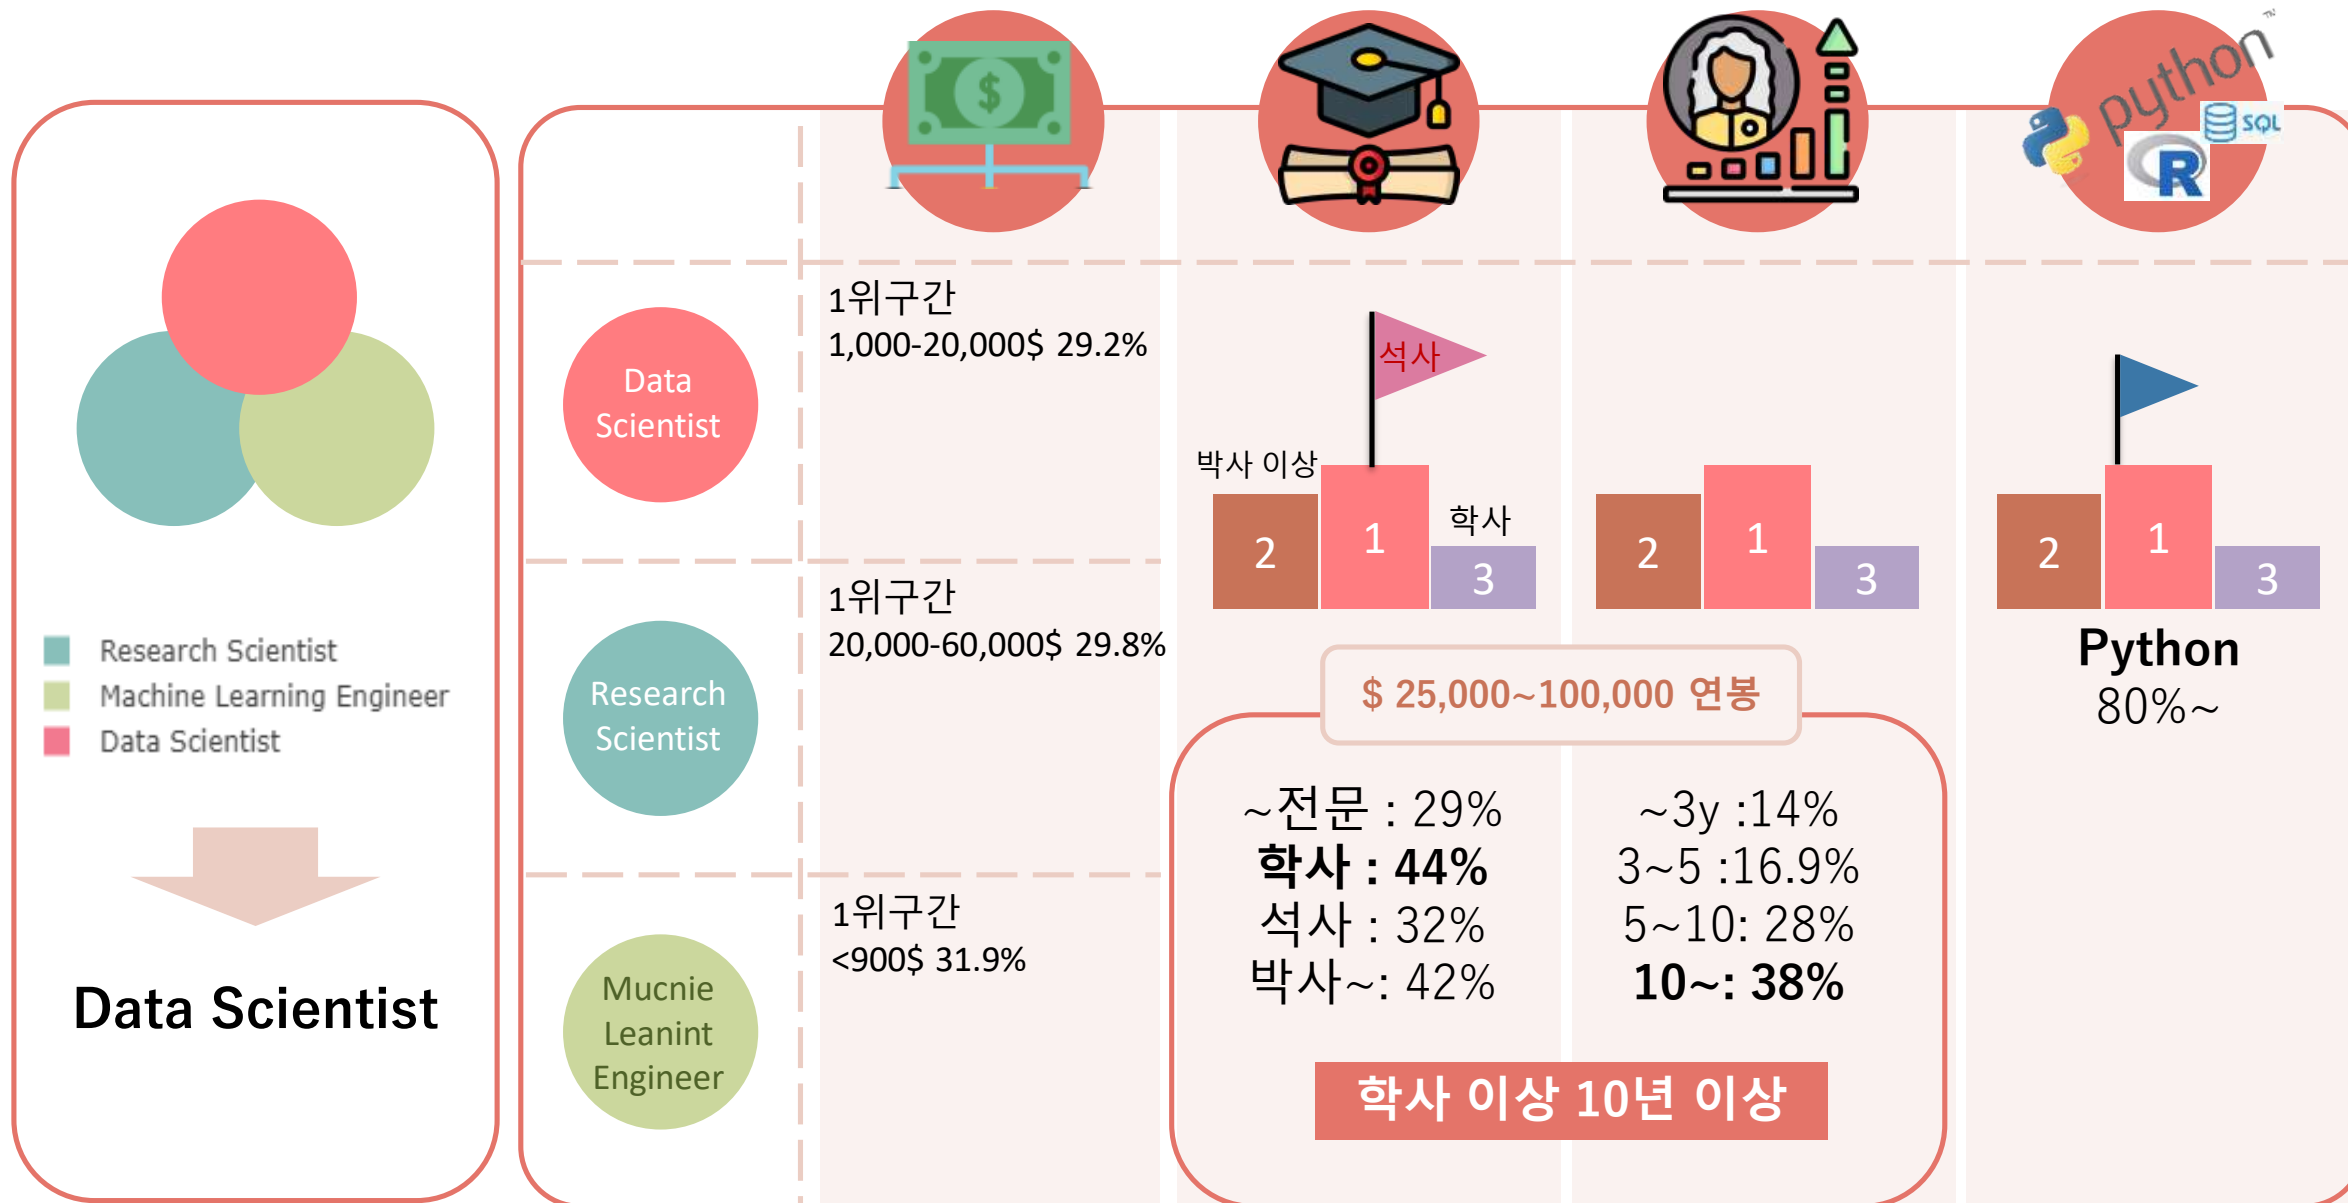 Research Scientist
Machine Learning Engineer
Data Scientist
Data Scientist
$
python
TM
SQL
R
Data
Scientist
1위구간
1,000-20,000$ 29.2%
석사
박사 이상
학사
2
1
3
2
1
3
2
1
3
Python
80%~
Research
Scientist
1위구간
20,000-60,000$ 29.8%
$ 25,000~100,000 연봉
~전문 : 29%
학사 : 44%
석사 : 32%
박사~: 42%
~3y :14%
3~5 :16.9%
5~10: 28%
10~: 38%
학사 이상 10년 이상
Mucnie
Leanint
Engineer
1위구간
<900$ 31.9%